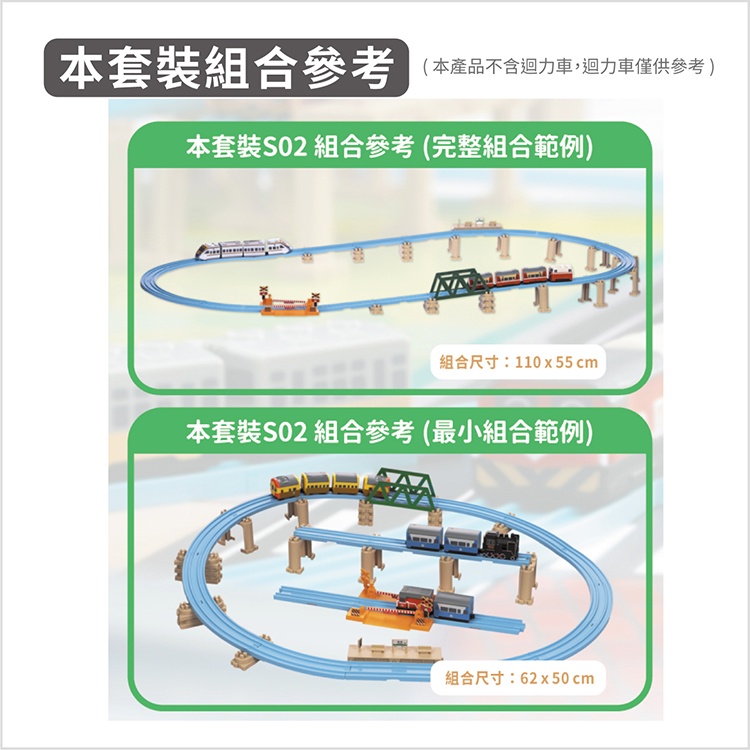 本套裝組合參考
(本產品不含迴力車,迴力車僅供參考)
本套裝S02 組合參考 (完整組合範例)
組合尺寸：110 x 55 cm
本套裝S02 組合參考 (最小組合範例)
組合尺寸：62 x 50 cm